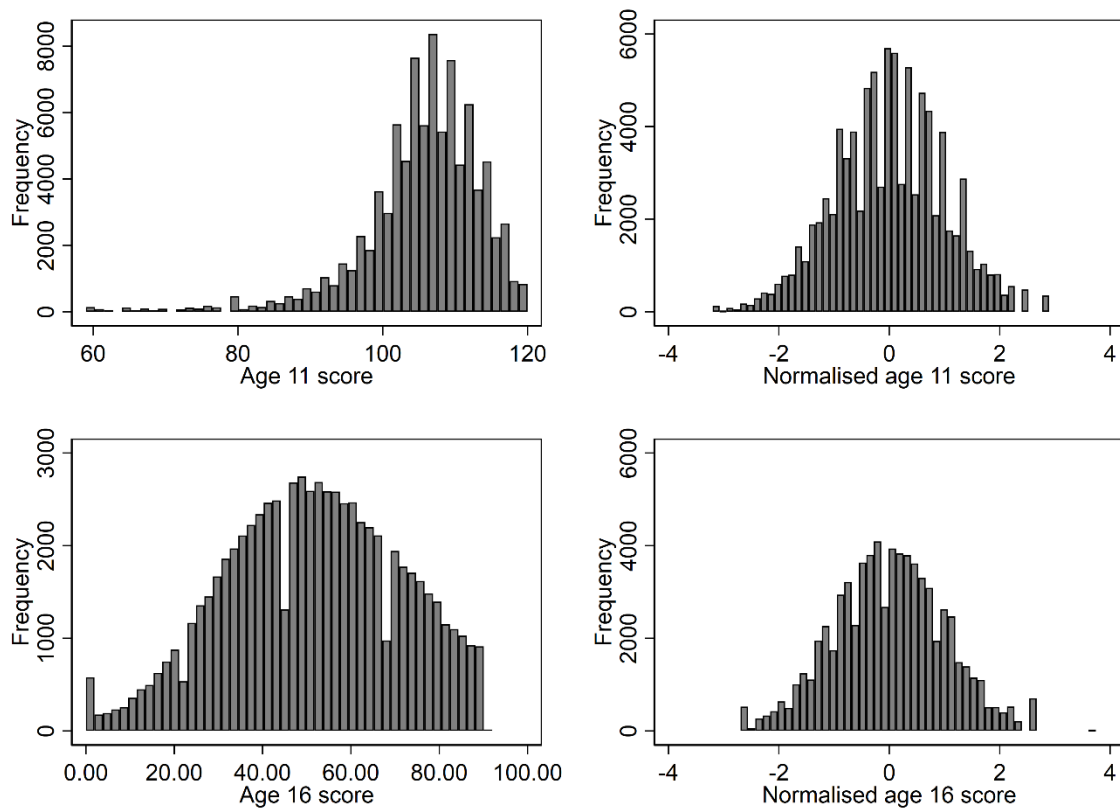 Frequency
0 2000 4000 6000 8000
60 80 100 120
Age 11 score
Frequency
0 2000 4000 6000
-4 -2 0 2 4
Normalised age 11 score
Frequency
0 1000 2000 3000
0.00 20.00 40.00 60.00 80.00 100.00
Age 16 score
Frequency
0 2000 4000 6000
-4 -2 0 2 4
Normalised age 16 score